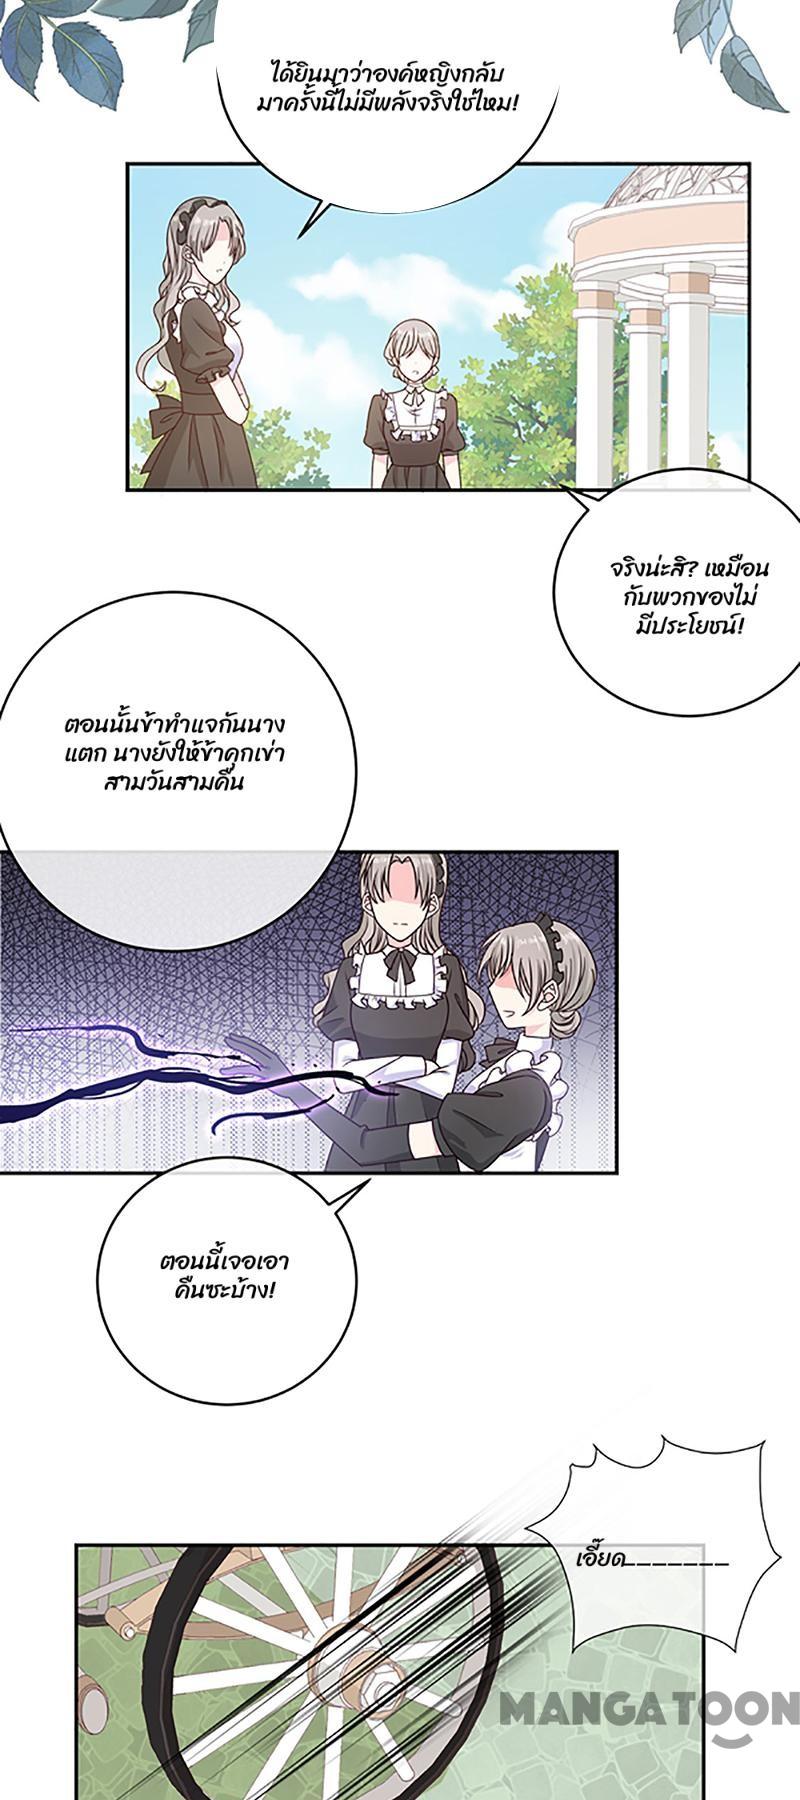 ได้ยินมาว่าองค์หญิงกลับ
มาครั้งนี้ไม่มีพลังจริงใช่ไหม!
จริงน่ะสิ? เหมือน
กับพวกของไม่
มีประโยชน์!
ตอนนั้นข้าทำแจกันนาง
แตก นางยังให้ข้าคุกเข่า
สามวันสามคืน
ตอนนี้เจอเอา
คืนซะบ้าง!
เอี๊ยด_______
MANGATOON